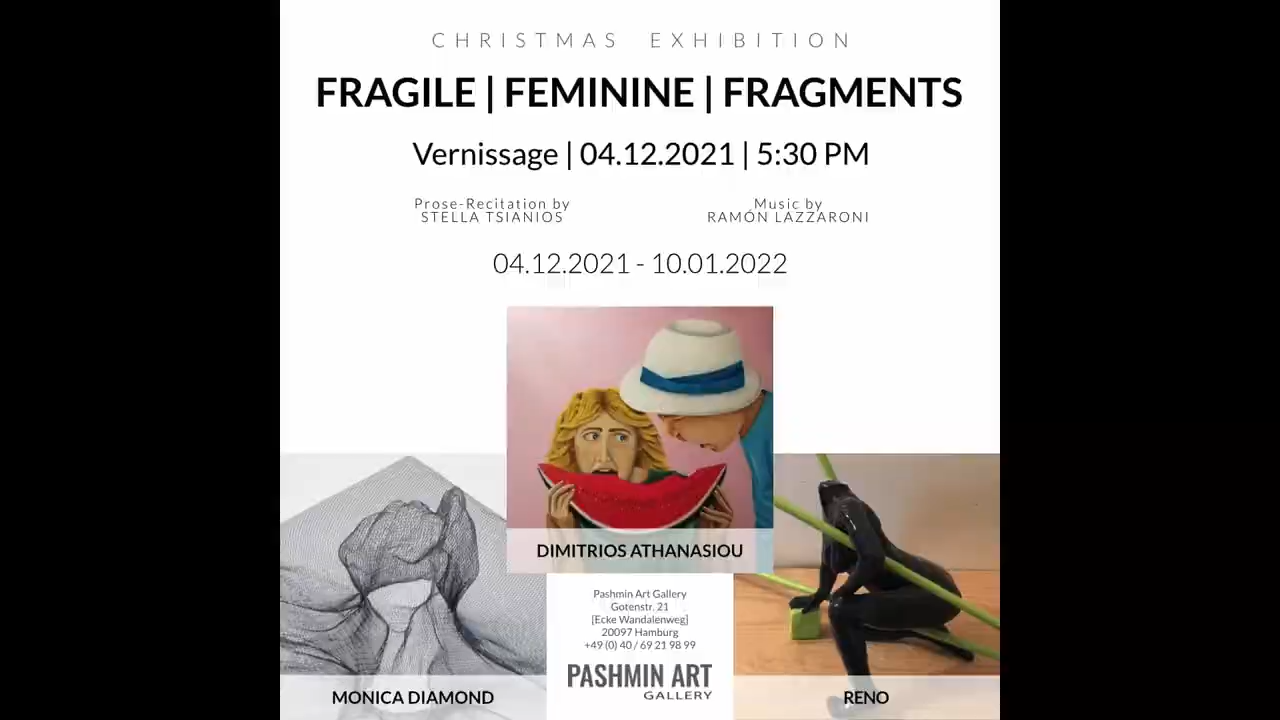 CHRISTMAS EXHIBITION
FRAGILE | FEMININE | FRAGMENTS
Vernissage | 04.12.2021 | 5:30 PM
Prose-Recitation by
STELLA TSIANIOS
Music by
RAMÓN LAZZARONI
04.12.2021 - 10.01.2022
DIMITRIOS ATHANASIOU
MONICA DIAMOND
Pashmin Art Gallery
Gotenstr. 21
[Ecke Wandalenweg]
20097 Hamburg
+49 (0) 40 / 69 21 98 99
PASHMIN ART
GALLERY
RENO